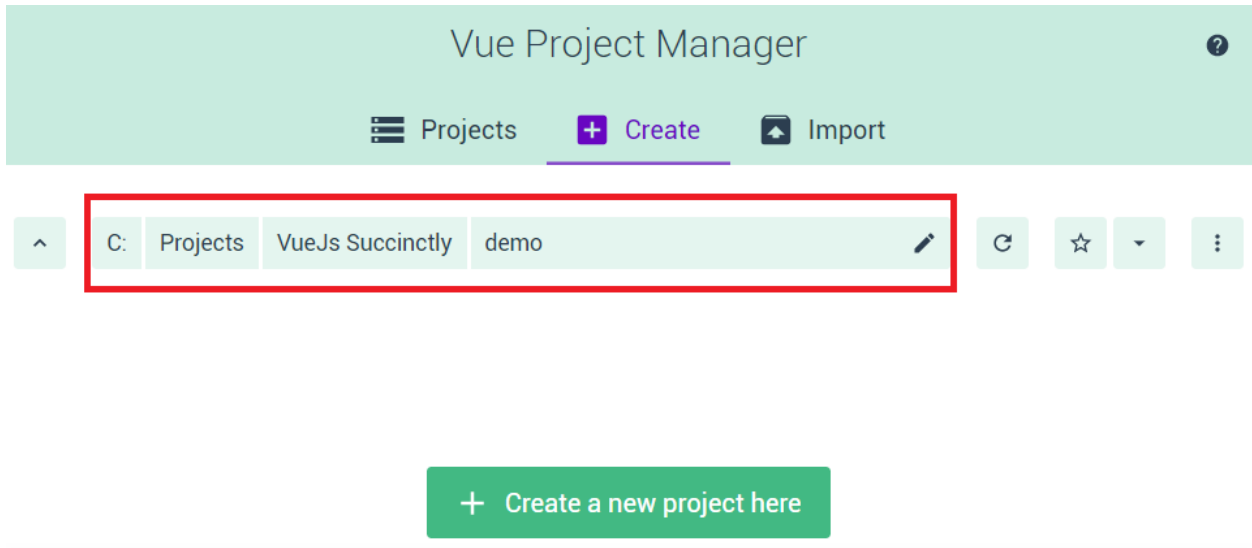 Vue Project Manager
Projects Create Import
C: Projects VueJs Succinctly demo
Create a new project here